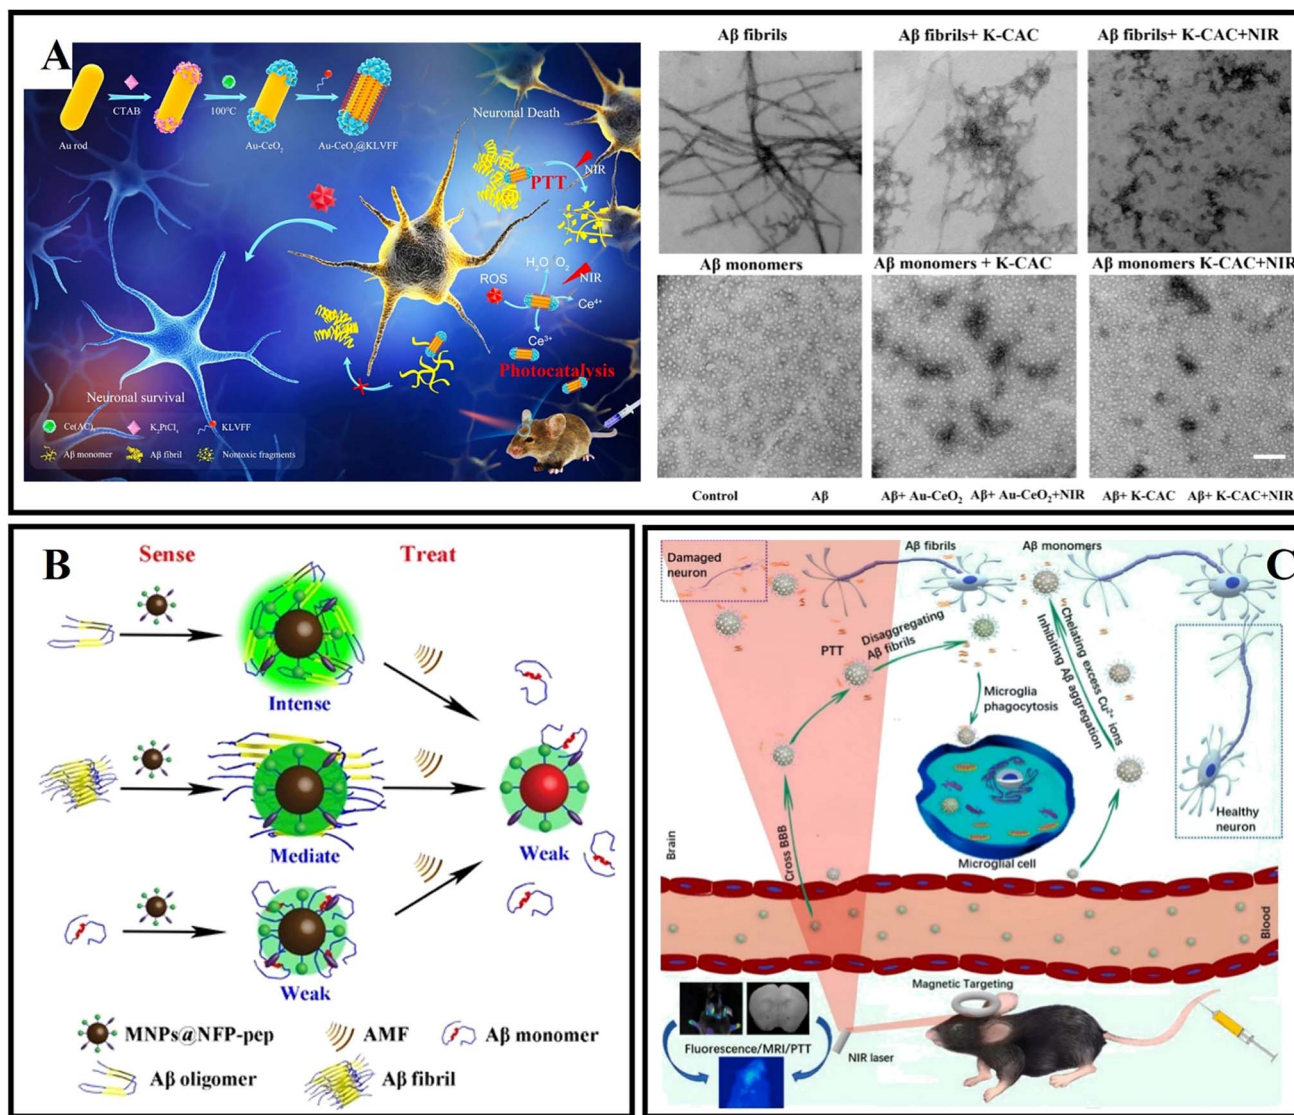 A
Au rod
CTAB
100°C
Au-CeO₂
Au-CeO₂@KLVFF
Neuronal Death
PTT
NIR
H₂O
O₂
ROS
NIR
Ce⁴⁺
Ce³⁺
Photocatalysis
Neuronal survival
Ce(AC)₃
K₂PtCl₄
KLVFF
Aβ monomer
Aβ fibril
Nontoxic fragments
Aβ fibrils
Aβ fibrils+ K-CAC
Aβ fibrils+ K-CAC+NIR
Aβ monomers
Aβ monomers + K-CAC
Aβ monomers K-CAC+NIR
Control
Aβ
Aβ+ Au-CeO₂
Aβ+ Au-CeO₂+NIR
Aβ+ K-CAC
Aβ+ K-CAC+NIR
B
Sense
Treat
Intense
Mediate
Weak
Weak
MNPs@NFP-pep
AMF
Aβ monomer
Aβ oligomer
Aβ fibril
C
Damaged
neuron
Aβ fibrils
Aβ monomers
PTT
Disaggregating
Aβ fibrils
Microglia
phagocytosis
Chelating excess Cu²⁺ ions
Inhibiting Aβ aggregation
Healthy
neuron
Microglial cell
Cross BBB
Brain
Blood
Magnetic Targeting
Fluorescence/MRI/PTT
NIR laser